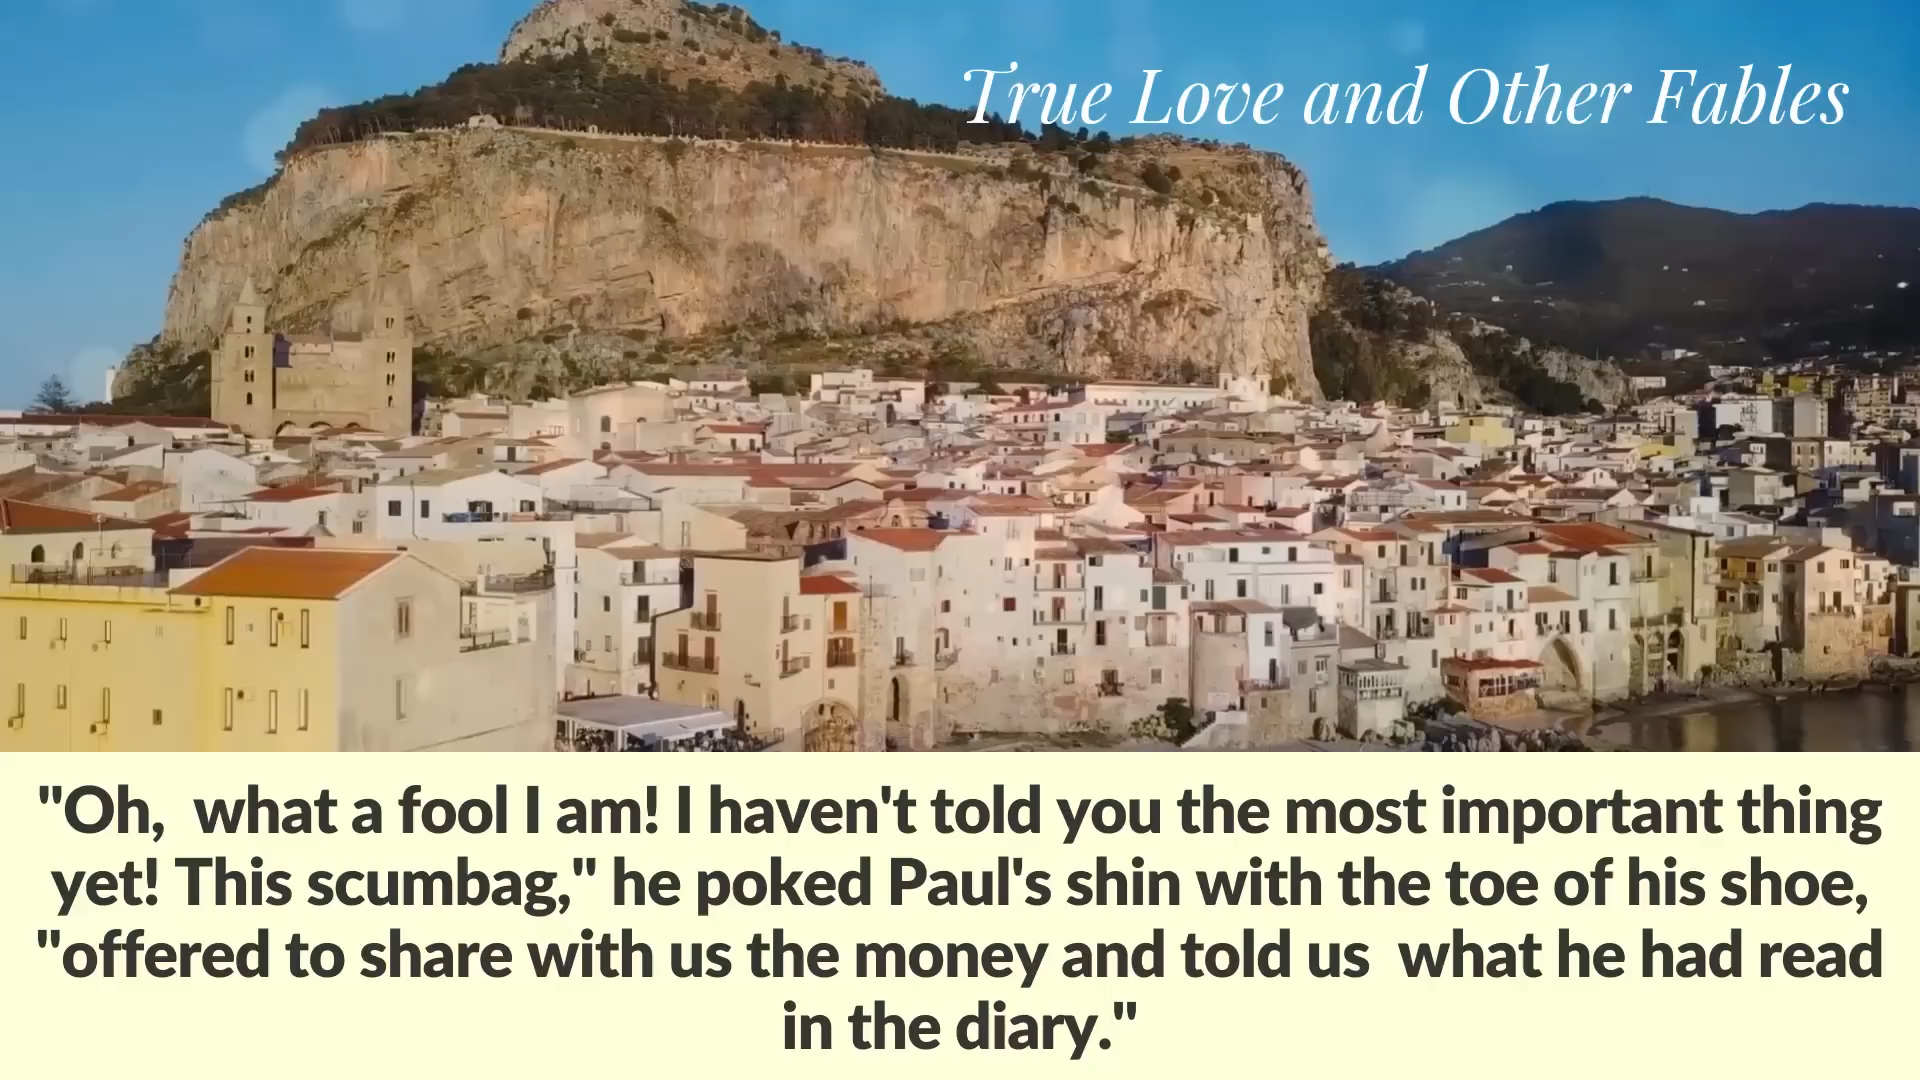 True Love and Other Fables
"Oh,  what a fool I am! I haven't told you the most important thing
yet! This scumbag," he poked Paul's shin with the toe of his shoe,
"offered to share with us the money and told us  what he had read
in the diary."